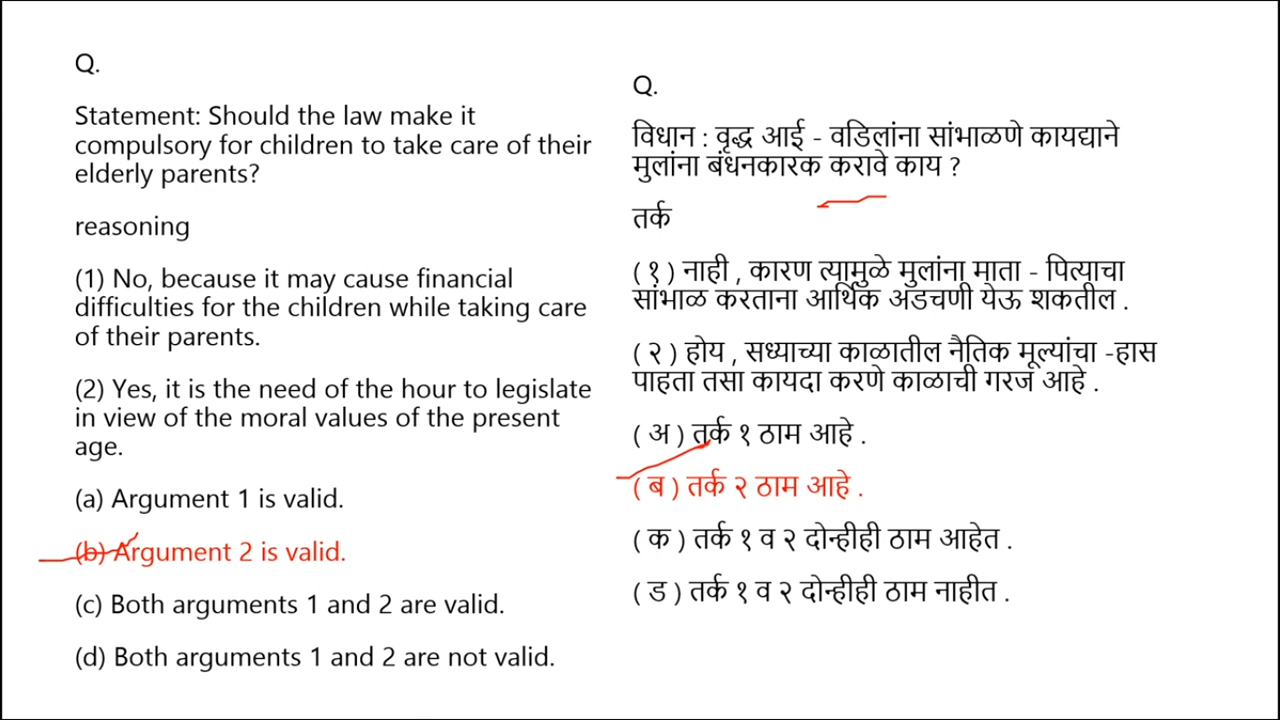 Q.
Statement: Should the law make it
compulsory for children to take care of their
elderly parents?
reasoning
(1) No, because it may cause financial
difficulties for the children while taking care
of their parents.
(2) Yes, it is the need of the hour to legislate
in view of the moral values of the present
age.
(a) Argument 1 is valid.
(b) Argument 2 is valid.
(c) Both arguments 1 and 2 are valid.
(d) Both arguments 1 and 2 are not valid.
Q.
विधान : वृद्ध आई - वडिलांना सांभाळणे कायद्याने
मुलांना बंधनकारक करावे काय ?
तर्क
( १ ) नाही , कारण त्यामुळे मुलांना माता - पित्याचा
सांभाळ करताना आर्थिक अडचणी येऊ शकतील .
( २ ) होय , सध्याच्या काळातील नैतिक मूल्यांचा -हास
पाहता तसा कायदा करणे काळाची गरज आहे .
( अ ) तर्क १ ठाम आहे .
( ब ) तर्क २ ठाम आहे .
( क ) तर्क १ व २ दोन्हीही ठाम आहेत .
( ड ) तर्क १ व २ दोन्हीही ठाम नाहीत .